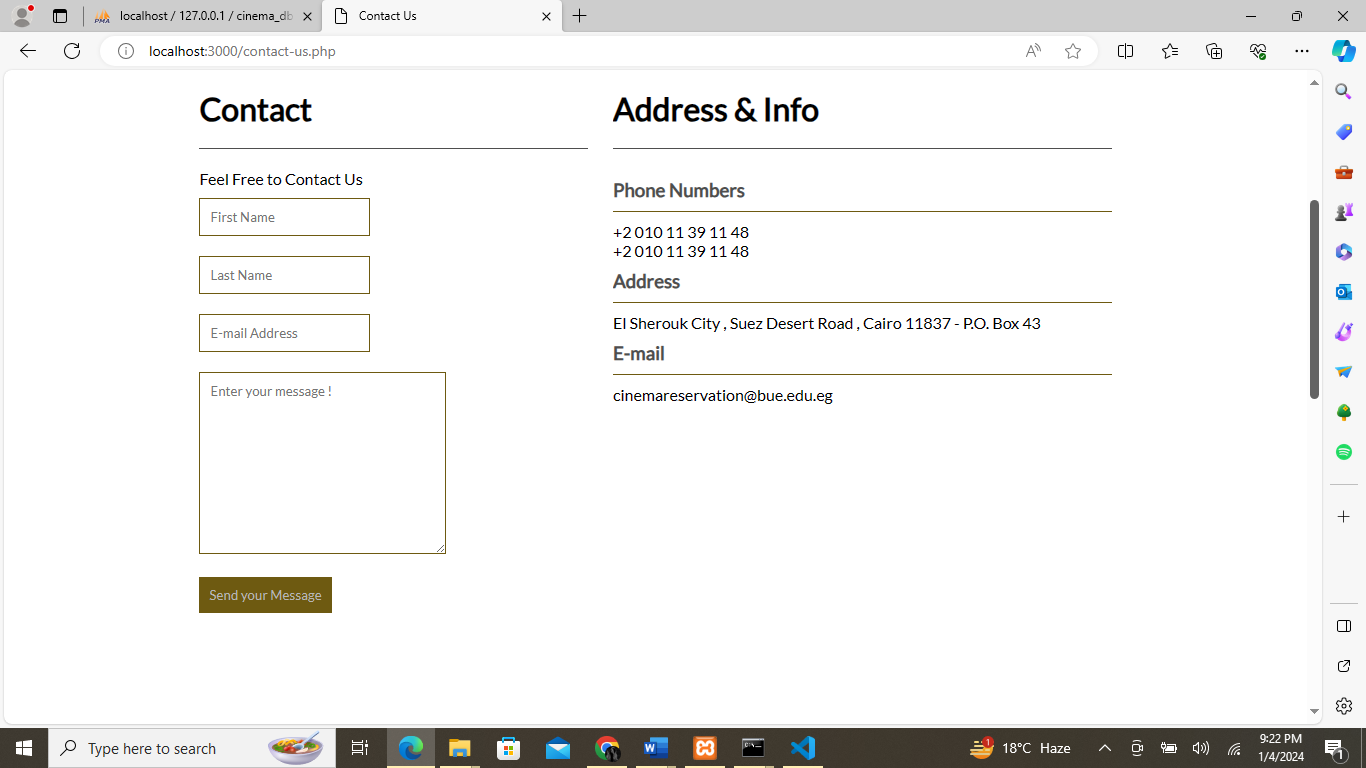 localhost / 127.0.0.1 / cinema_db
Contact Us
localhost:3000/contact-us.php
Contact
Feel Free to Contact Us
First Name
Last Name
E-mail Address
Enter your message !
Send your Message
Address & Info
Phone Numbers
+2 010 11 39 11 48
+2 010 11 39 11 48
Address
El Sherouk City , Suez Desert Road , Cairo 11837 - P.O. Box 43
E-mail
cinemareservation@bue.edu.eg
Type here to search
1
18°C Haze
9:22 PM
1/4/2024
1